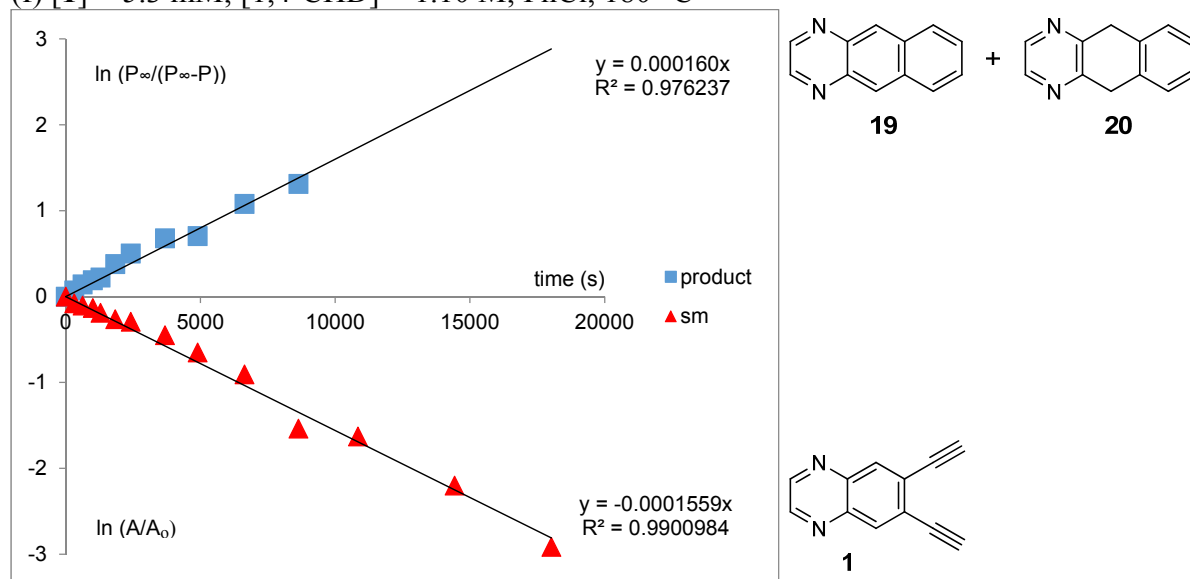 3
ln (P∞/(P∞-P))
y = 0.000160x
R² = 0.976237
2
1
time (s)
product
sm
0
0
5000
10000
15000
20000
-1
-2
ln (A/Aₒ)
y = -0.0001559x
R² = 0.9900984
-3
N
N
+
N
N
19
20
N
N
1